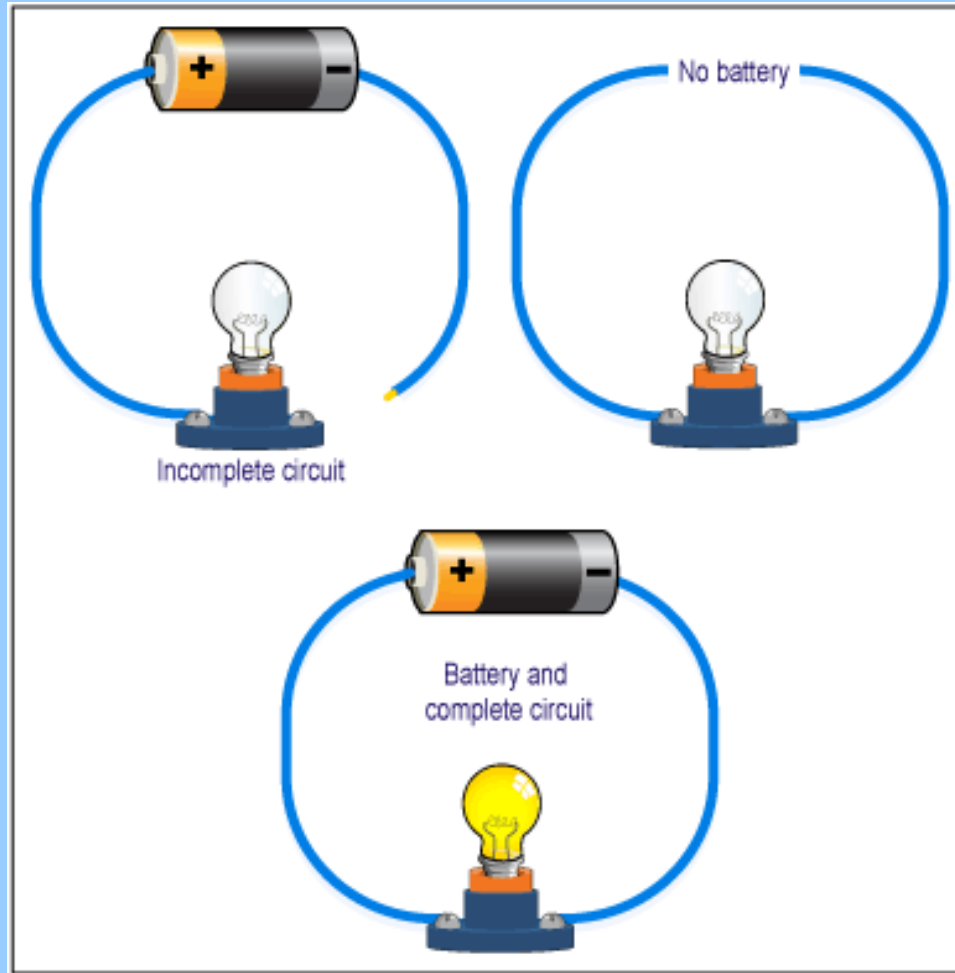 + −
No battery
Incomplete circuit
+ −
Battery and
complete circuit